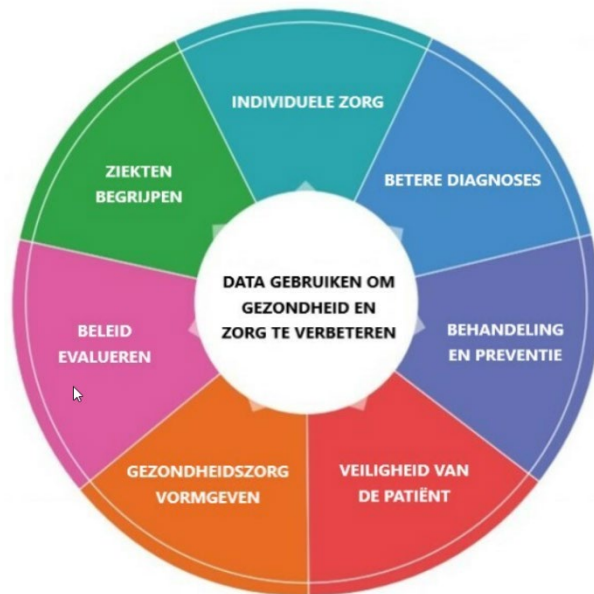 INDIVIDUELE ZORG
BETERE DIAGNOSES
BEHANDELING
EN PREVENTIE
VEILIGHEID VAN
DE PATIËNT
GEZONDHEIDSZORG
VORMGEVEN
BELEID
EVALUEREN
ZIEKTEN
BEGRIJPEN
DATA GEBRUIKEN OM
GEZONDHEID EN
ZORG TE VERBETEREN